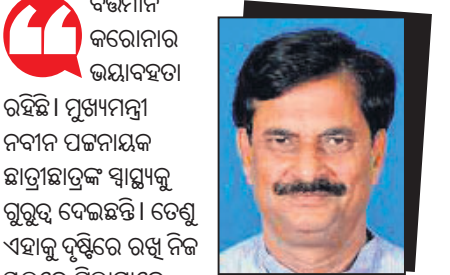 ବର୍ତ୍ତମାନ
କରୋନାର
ଭୟାବହତା
ରହିଛି। ମୁଖ୍ୟମନ୍ତ୍ରୀ
ନବୀନ ପଟ୍ଟନାୟକ
ଛାତ୍ରୀଛାତ୍ରଙ୍କ ସ୍ୱାସ୍ଥ୍ୟକୁ
ଗୁରୁତ୍ୱ ଦେଇଛନ୍ତି। ତେଣୁ
ଏହାକୁ ଦୃଷ୍ଟିରେ ରଖି ନିଜ